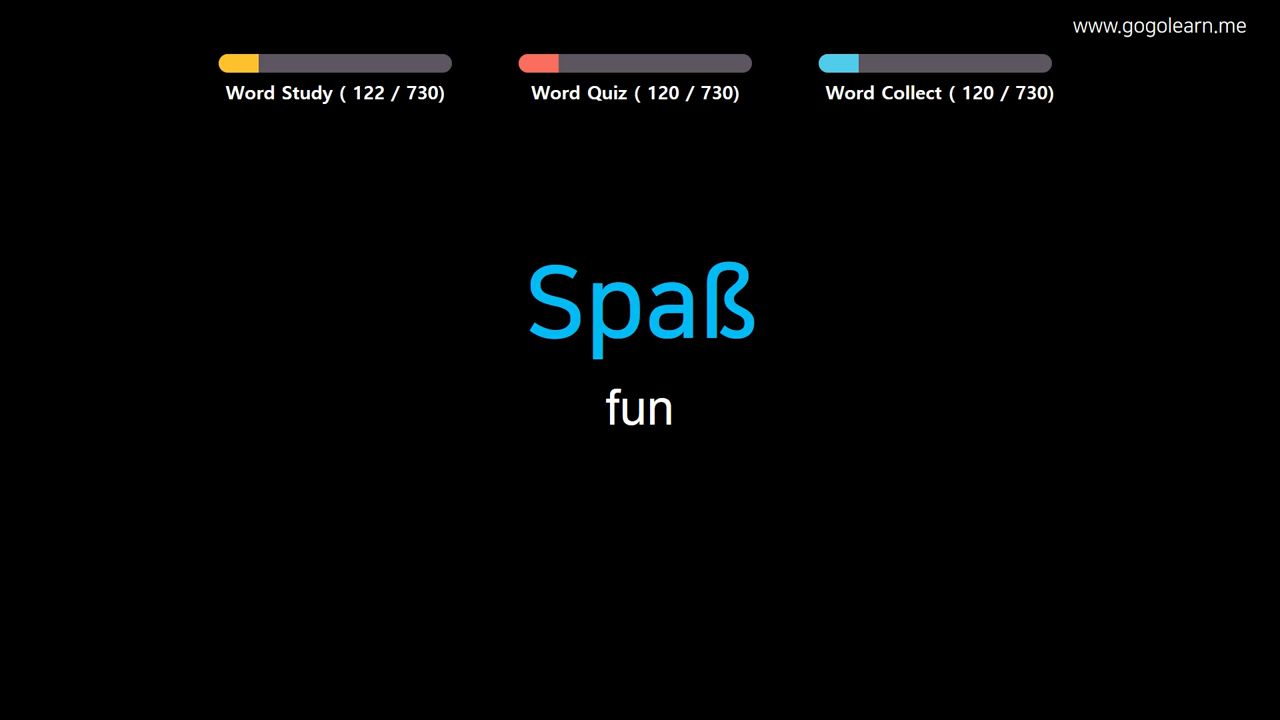 www.gogolearn.me
Word Study ( 122 / 730)
Word Quiz ( 120 / 730)
Word Collect ( 120 / 730)
Spaß
fun